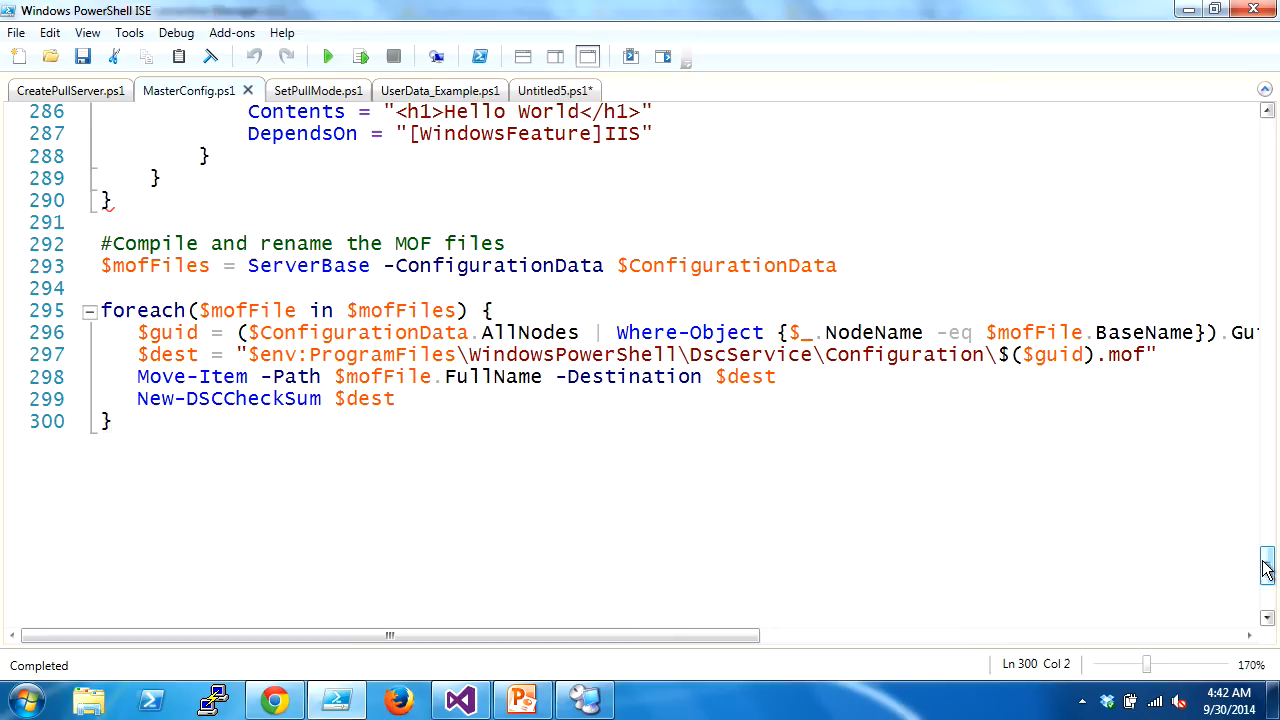 Windows PowerShell ISE
File Edit View Tools Debug Add-ons Help
CreatePullServer.ps1 MasterConfig.ps1 SetPullMode.ps1 UserData_Example.ps1 Untitled5.ps1*
286 Contents = "<h1>Hello World</h1>"
287 DependsOn = "[WindowsFeature]IIS"
288 }
289 }
290 }
291
292 #Compile and rename the MOF files
293 $mofFiles = ServerBase -ConfigurationData $ConfigurationData
294
295 foreach($mofFile in $mofFiles) {
296 $guid = ($ConfigurationData.AllNodes | Where-Object {$_.NodeName -eq $mofFile.BaseName}).Gu
297 $dest = "$env:ProgramFiles\WindowsPowerShell\DscService\Configuration\$($guid).mof"
298 Move-Item -Path $mofFile.FullName -Destination $dest
299 New-DSCCheckSum $dest
300 }
Completed Ln 300 Col 2 170%
4:42 AM
9/30/2014